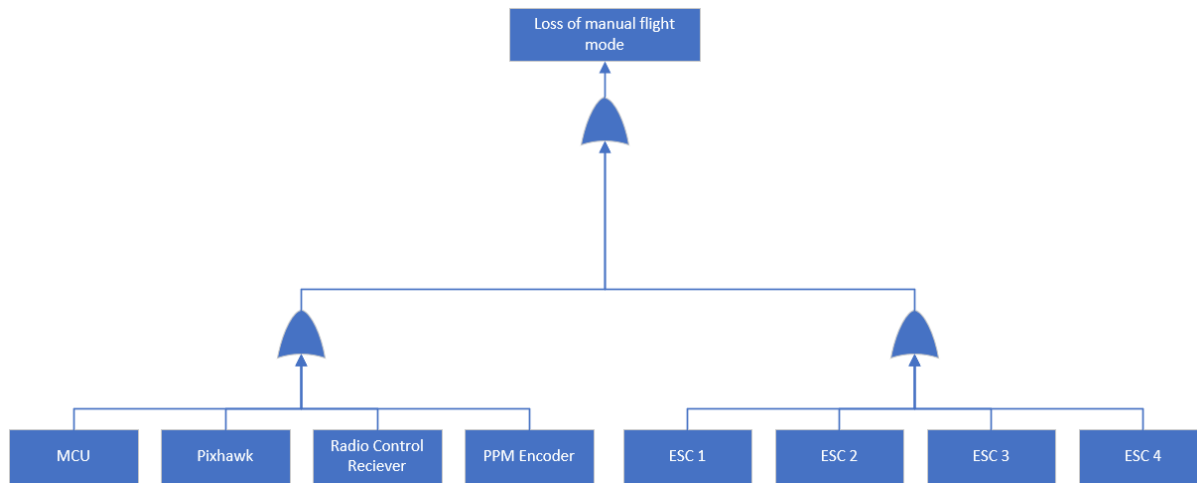 Loss of manual flight
mode
MCU
Pixhawk
Radio Control
Reciever
PPM Encoder
ESC 1
ESC 2
ESC 3
ESC 4